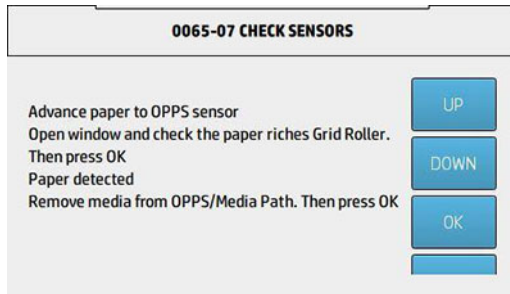 0065-07 CHECK SENSORS
Advance paper to OPPS sensor
Open window and check the paper riches Grid Roller.
Then press OK
Paper detected
Remove media from OPPS/Media Path. Then press OK
UP
DOWN
OK